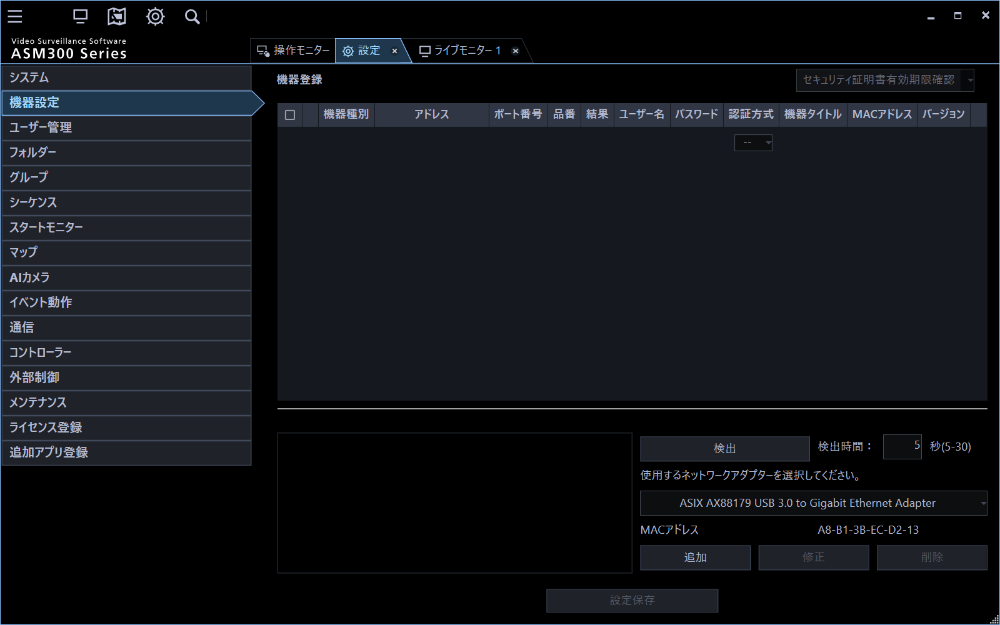 Video Surveillance Software
ASM300 Series
操作モニター
設定
ライブモニター 1
システム
機器設定
ユーザー管理
フォルダー
グループ
シーケンス
スタートモニター
マップ
AIカメラ
イベント動作
通信
コントローラー
外部制御
メンテナンス
ライセンス登録
追加アプリ登録
機器登録
セキュリティ証明書有効期限確認
機器種別 アドレス ポート番号 品番 結果 ユーザー名 パスワード 認証方式 機器タイトル MACアドレス バージョン
--
検出 検出時間： 5 秒(5-30)
使用するネットワークアダプターを選択してください。
ASIX AX88179 USB 3.0 to Gigabit Ethernet Adapter
MACアドレス A8-B1-3B-EC-D2-13
追加 修正 削除
設定保存